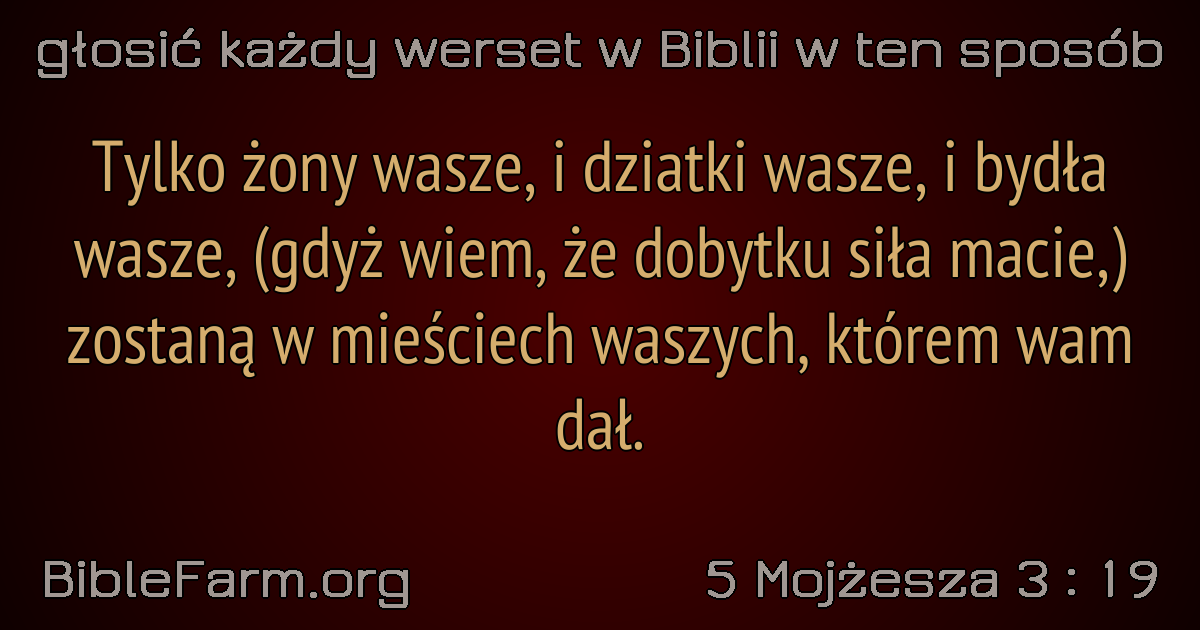 głosić każdy werset w Biblii w ten sposób
Tylko żony wasze, i dziatki wasze, i bydła
wasze, (gdyż wiem, że dobytku siła macie,)
zostaną w mieściech waszych, którem wam
dał.
BibleFarm.org
5 Mojżesza 3 : 19